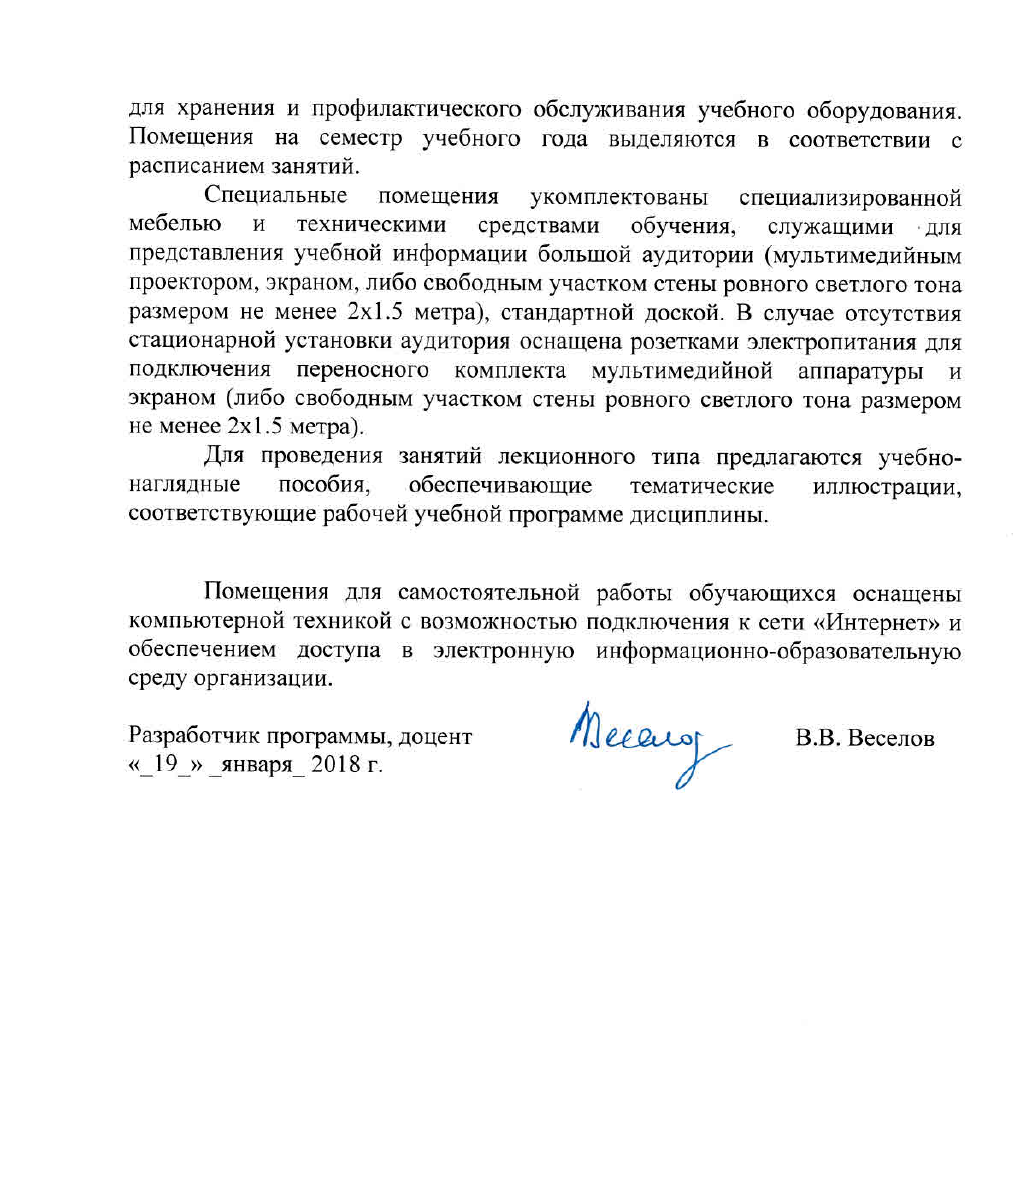 для хранения и профилактического обслуживания учебного оборудования.
Помещения на семестр учебного года выделяются в соответствии с
расписанием занятий.
Специальные помещения укомплектованы специализированной
мебелью и техническими средствами обучения, служащими для
представления учебной информации большой аудитории (мультимедийным
проектором, экраном, либо свободным участком стены ровного светлого тона
размером не менее 2х1.5 метра), стандартной доской. В случае отсутствия
стационарной установки аудитория оснащена розетками электропитания для
подключения переносного комплекта мультимедийной аппаратуры и
экраном (либо свободным участком стены ровного светлого тона размером
не менее 2х1.5 метра).
Для проведения занятий лекционного типа предлагаются учебно-
наглядные пособия, обеспечивающие тематические иллюстрации,
соответствующие рабочей учебной программе дисциплины.
Помещения для самостоятельной работы обучающихся оснащены
компьютерной техникой с возможностью подключения к сети «Интернет» и
обеспечением доступа в электронную информационно-образовательную
среду организации.
Разработчик программы, доцент Веселов В.В. Веселов
«_19_» _января_ 2018 г.